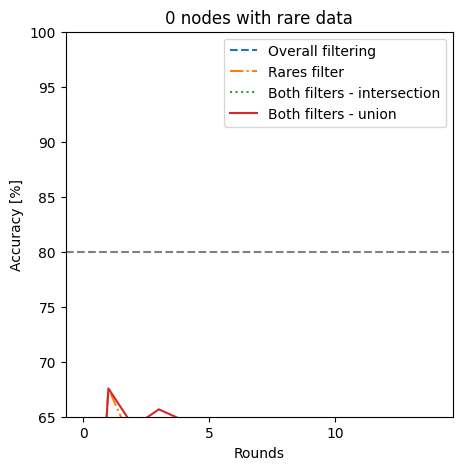 0 nodes with rare data
100
95
90
85
80
75
70
65
Accuracy [%]
Overall filtering
Rares filter
Both filters - intersection
Both filters - union
0
5
10
Rounds